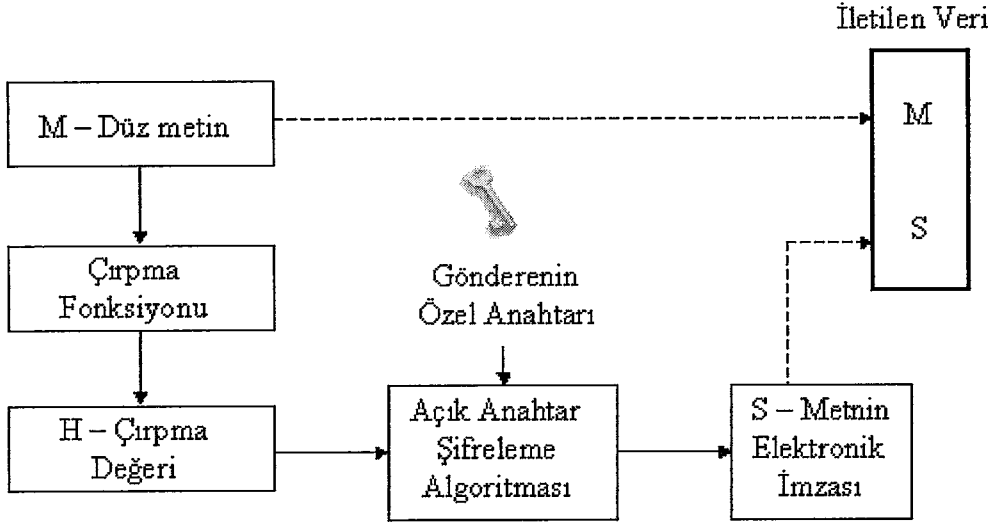 İletilen Veri
M – Düz metin
M
S
Çırpma
Fonksiyonu
Gönderenin
Özel Anahtarı
H – Çırpma
Değeri
Açık Anahtar
Şifreleme
Algoritması
S – Metnin
Elektronik
İmzası